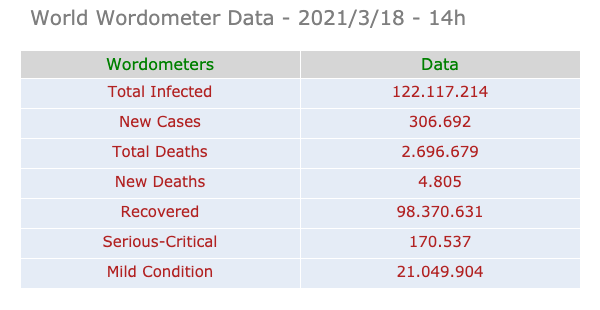 World Wordometer Data - 2021/3/18 - 14h
Wordometers Data
Total Infected 122.117.214
New Cases 306.692
Total Deaths 2.696.679
New Deaths 4.805
Recovered 98.370.631
Serious-Critical 170.537
Mild Condition 21.049.904